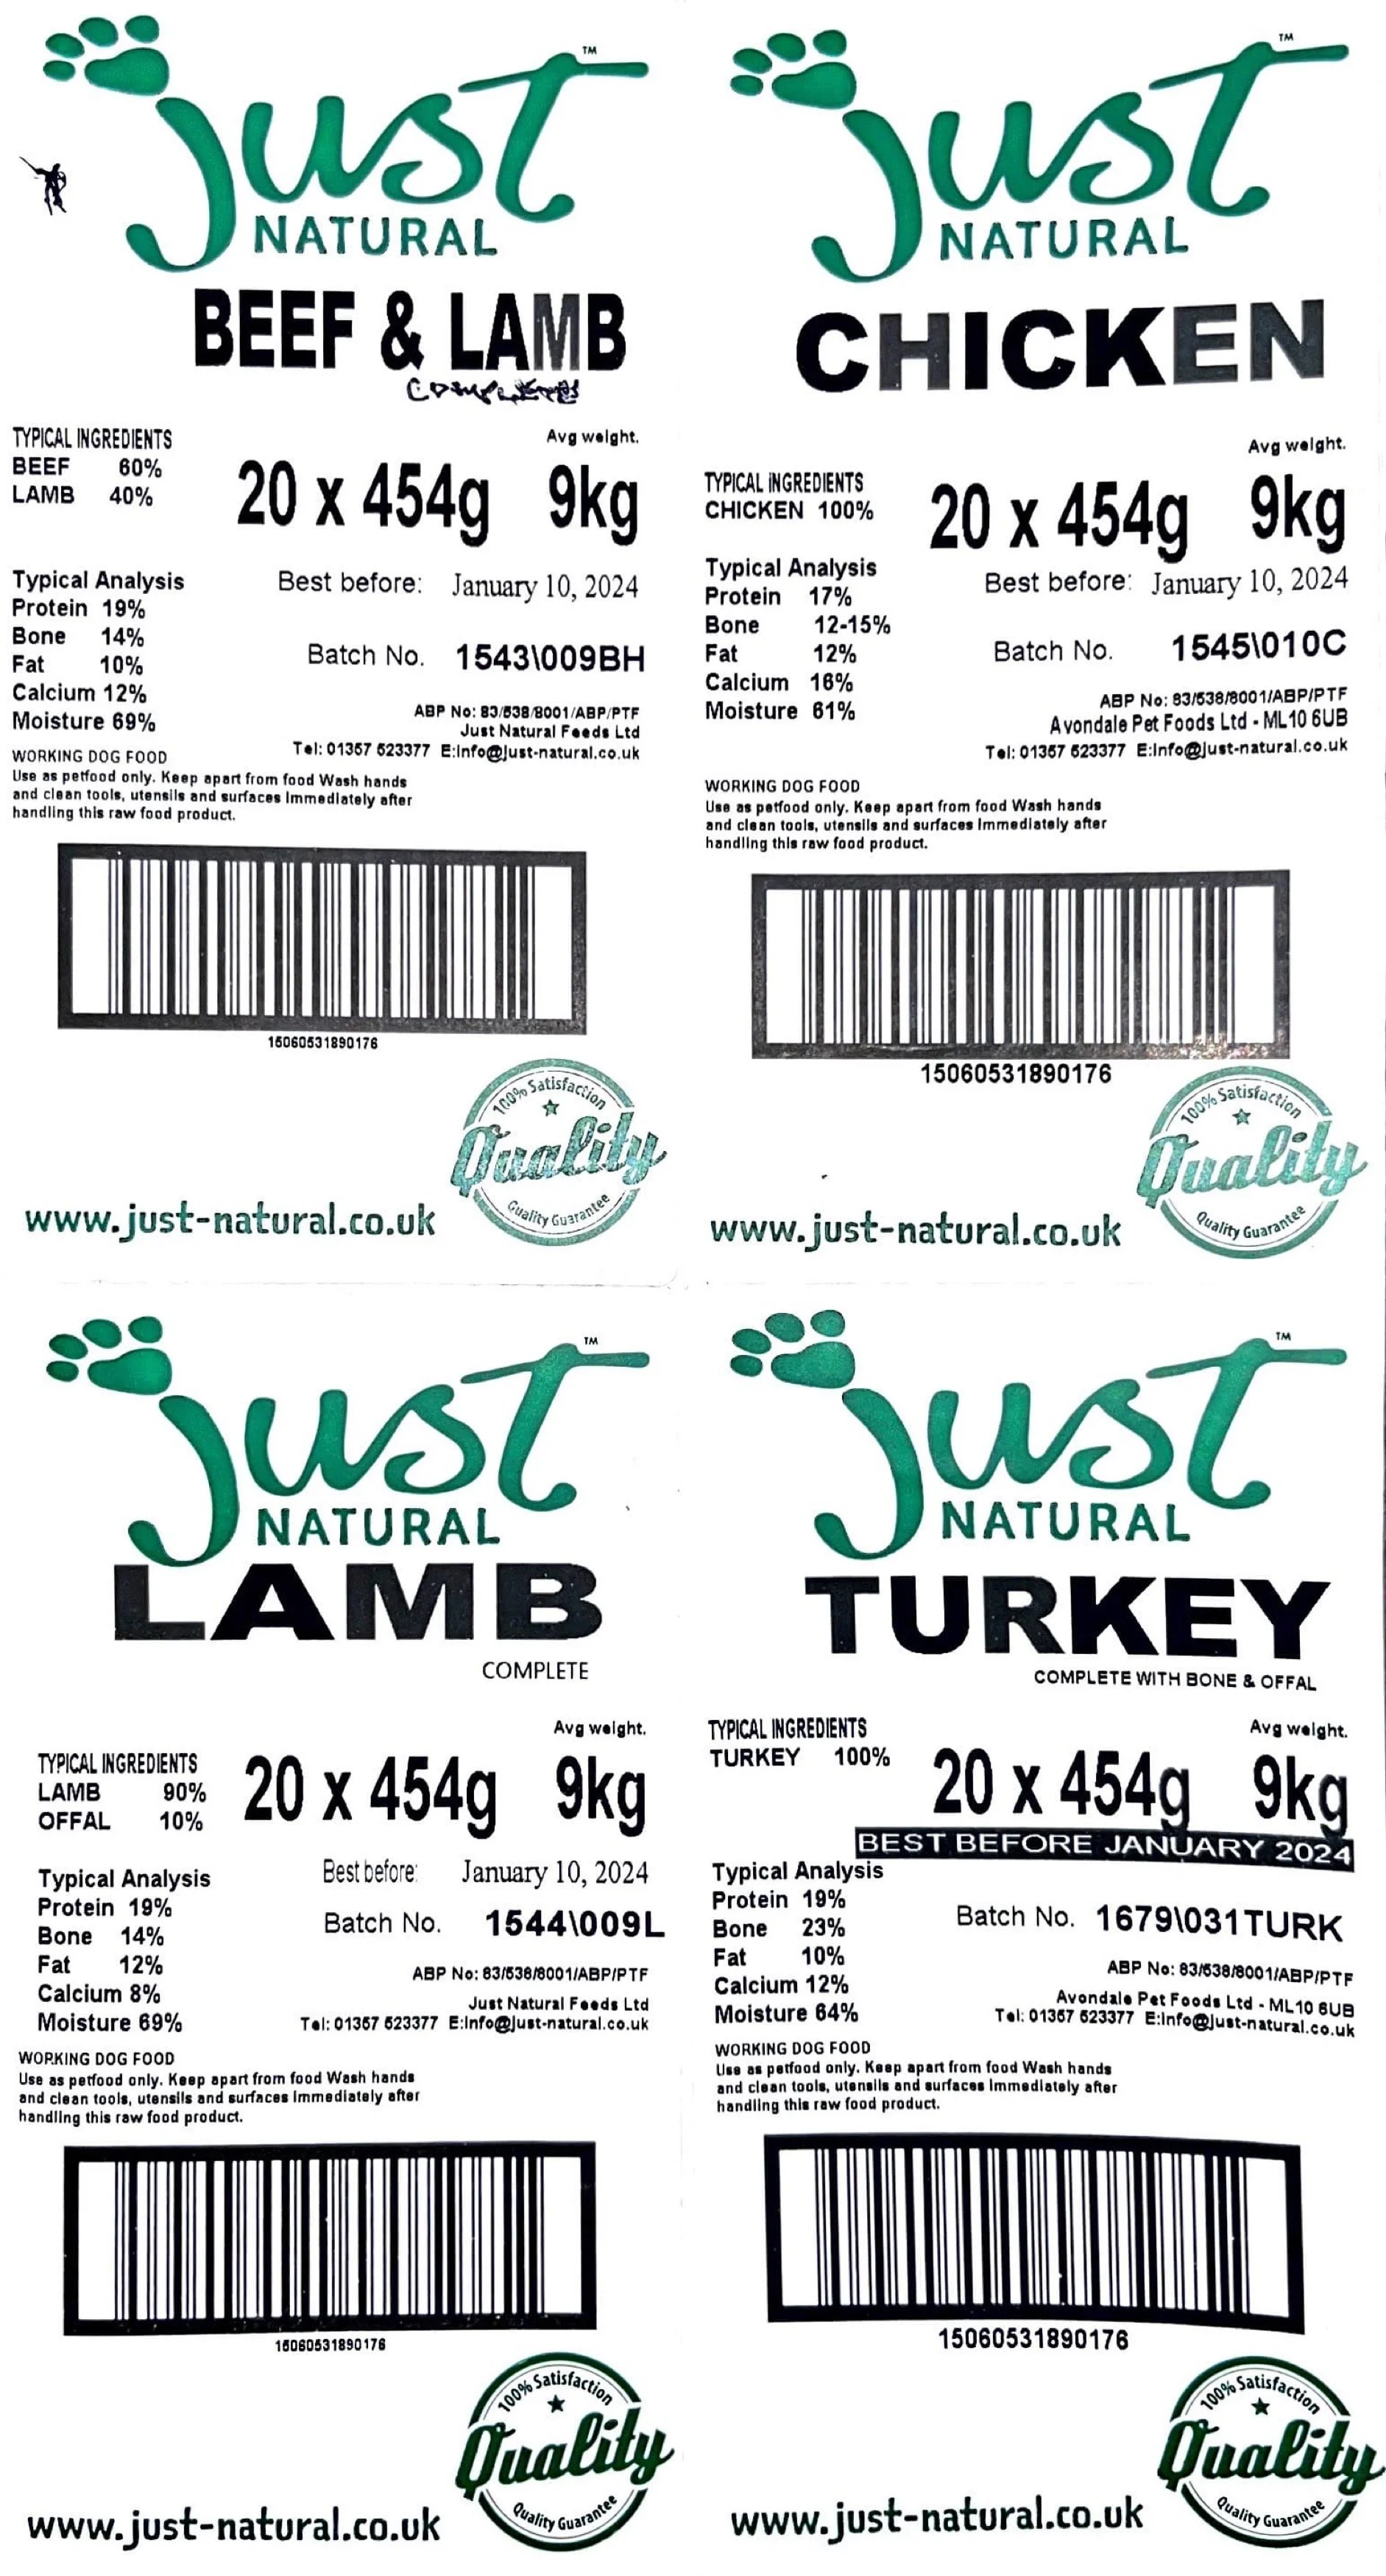 just
TM
NATURAL
BEEF & LAMB
COMPLETE
Avg weight.
TYPICAL INGREDIENTS
BEEF 60%
LAMB 40%
20 x 454g 9kg
Typical Analysis
Protein 19%
Bone 14%
Fat 10%
Calcium 12%
Moisture 69%
Best before: January 10, 2024
Batch No. 1543\009BH
ABP No: 83/538/8001/ABP/PTF
Just Natural Feeds Ltd
Tel: 01357 523377 E:Info@Just-natural.co.uk
WORKING DOG FOOD
Use as petfood only. Keep apart from food Wash hands
and clean tools, utensils and surfaces Immediately after
handling this raw food product.
15060531890176
100% Satisfaction
Quality
Quality Guarantee
www.just-natural.co.uk
just
TM
NATURAL
CHICKEN
Avg weight.
TYPICAL INGREDIENTS
CHICKEN 100%
20 x 454g 9kg
Typical Analysis
Protein 17%
Bone 12-15%
Fat 12%
Calcium 16%
Moisture 61%
Best before: January 10, 2024
Batch No. 1545\010C
ABP No: 83/538/8001/ABP/PTF
Avondale Pet Foods Ltd - ML10 6UB
Tel: 01357 523377 E:Info@Just-natural.co.uk
WORKING DOG FOOD
Use as petfood only. Keep apart from food Wash hands
and clean tools, utensils and surfaces Immediately after
handling this raw food product.
15060531890176
100% Satisfaction
Quality
Quality Guarantee
www.just-natural.co.uk
just
TM
NATURAL
LAMB
COMPLETE
Avg weight.
TYPICAL INGREDIENTS
LAMB 90%
OFFAL 10%
20 x 454g 9kg
Typical Analysis
Protein 19%
Bone 14%
Fat 12%
Calcium 8%
Moisture 69%
Best before: January 10, 2024
Batch No. 1544\009L
ABP No: 83/538/8001/ABP/PTF
Just Natural Feeds Ltd
Tel: 01357 523377 E:Info@Just-natural.co.uk
WORKING DOG FOOD
Use as petfood only. Keep apart from food Wash hands
and clean tools, utensils and surfaces Immediately after
handling this raw food product.
15060531890176
100% Satisfaction
Quality
Quality Guarantee
www.just-natural.co.uk
just
TM
NATURAL
TURKEY
COMPLETE WITH BONE & OFFAL
Avg weight.
TYPICAL INGREDIENTS
TURKEY 100%
20 x 454g 9kg
BEST BEFORE JANUARY 2024
Typical Analysis
Protein 19%
Bone 23%
Fat 10%
Calcium 12%
Moisture 64%
Batch No. 1679\031TURK
ABP No: 83/538/8001/ABP/PTF
Avondale Pet Foods Ltd - ML10 6UB
Tel: 01357 523377 E:Info@Just-natural.co.uk
WORKING DOG FOOD
Use as petfood only. Keep apart from food Wash hands
and clean tools, utensils and surfaces Immediately after
handling this raw food product.
15060531890176
100% Satisfaction
Quality
Quality Guarantee
www.just-natural.co.uk